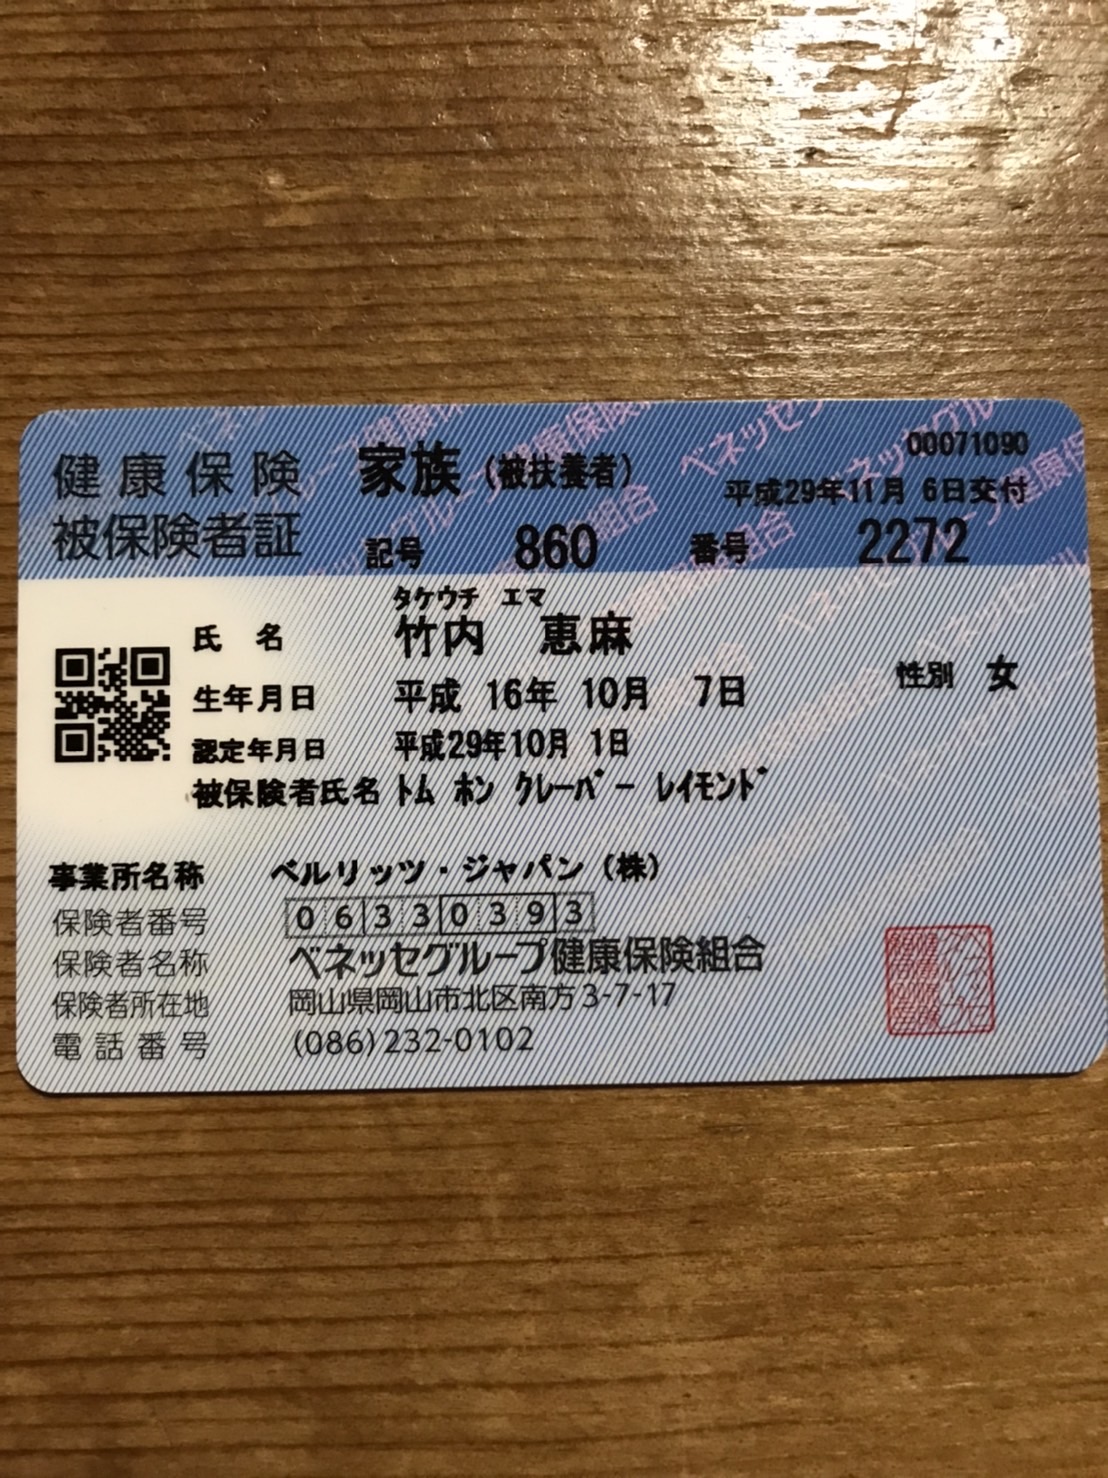 健康保険 家族 (被扶養者) 00071090
平成29年11月 6日交付
被保険者証 記号 860 番号 2272
タケウチ エマ
氏 名 竹内 恵麻
性別 女
生年月日 平成 16年 10月 7日
認定年月日 平成29年10月 1日
被保険者氏名 トム ホン クレーバー レイモンド
事業所名称 ベルリッツ・ジャパン (株)
保険者番号 06330393
保険者名称 ベネッセグループ健康保険組合
保険者所在地 岡山県岡山市北区南方3-7-17
電話番号 (086)232-0102